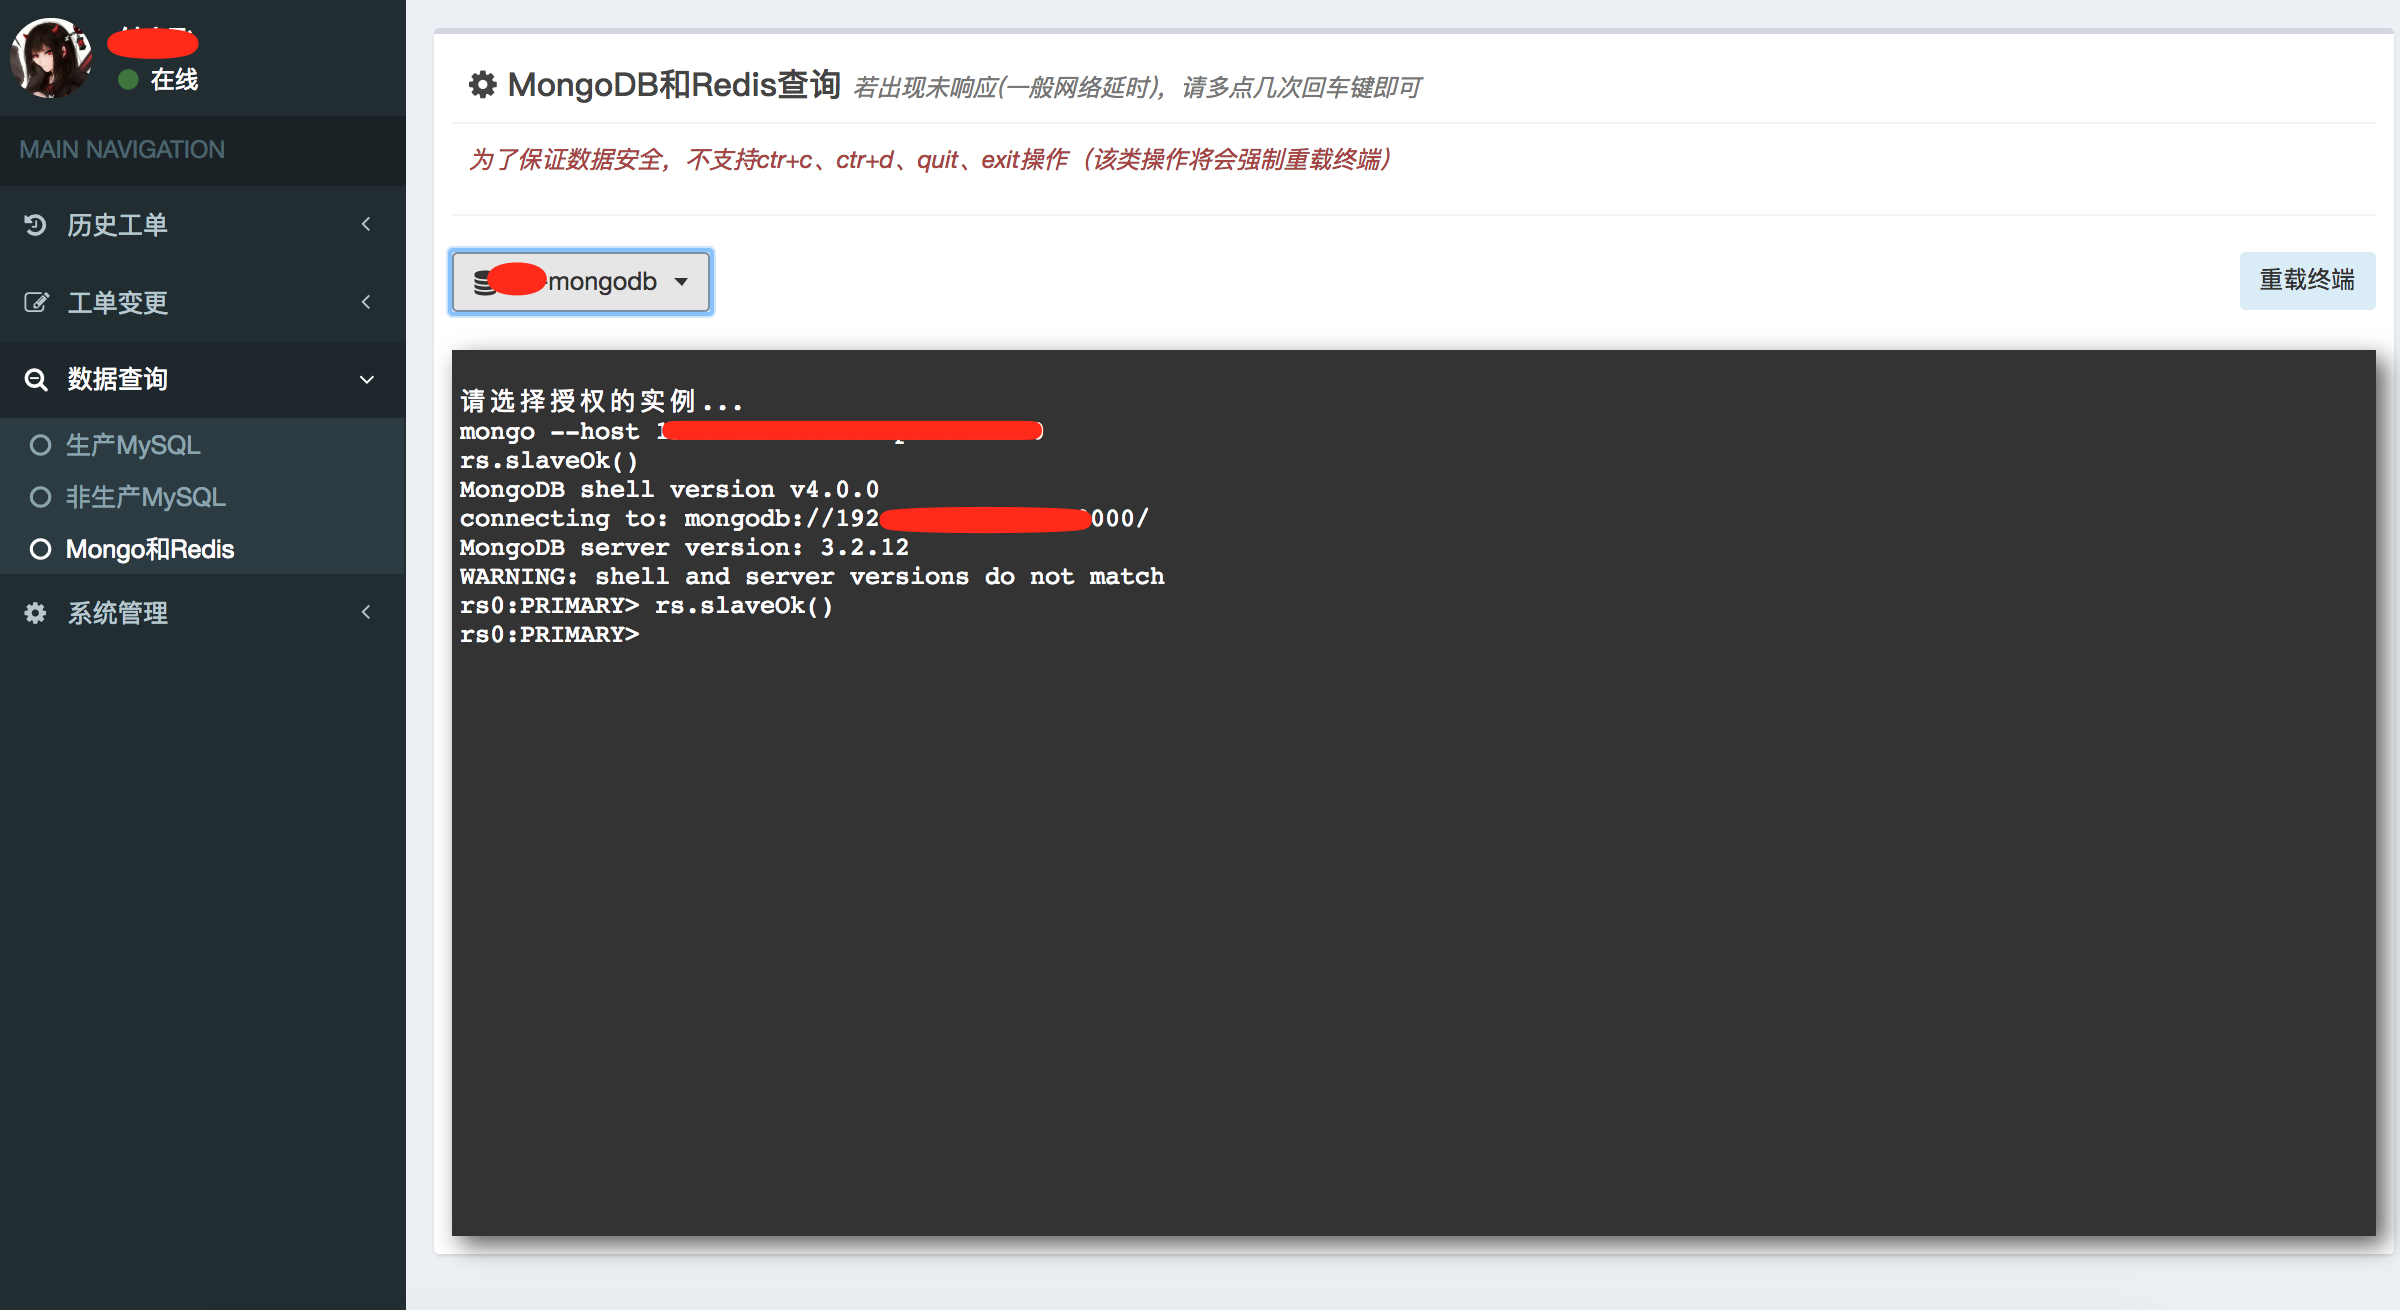 在线
MAIN NAVIGATION
历史工单
工单变更
数据查询
生产MySQL
非生产MySQL
Mongo和Redis
系统管理
MongoDB和Redis查询 若出现未响应(一般网络延时)，请多点几次回车键即可
为了保证数据安全，不支持ctr+c、ctr+d、quit、exit操作（该类操作将会强制重载终端）
mongodb
重载终端
请选择授权的实例...
mongo --host
rs.slaveOk()
MongoDB shell version v4.0.0
connecting to: mongodb://192 000/
MongoDB server version: 3.2.12
WARNING: shell and server versions do not match
rs0:PRIMARY> rs.slaveOk()
rs0:PRIMARY>